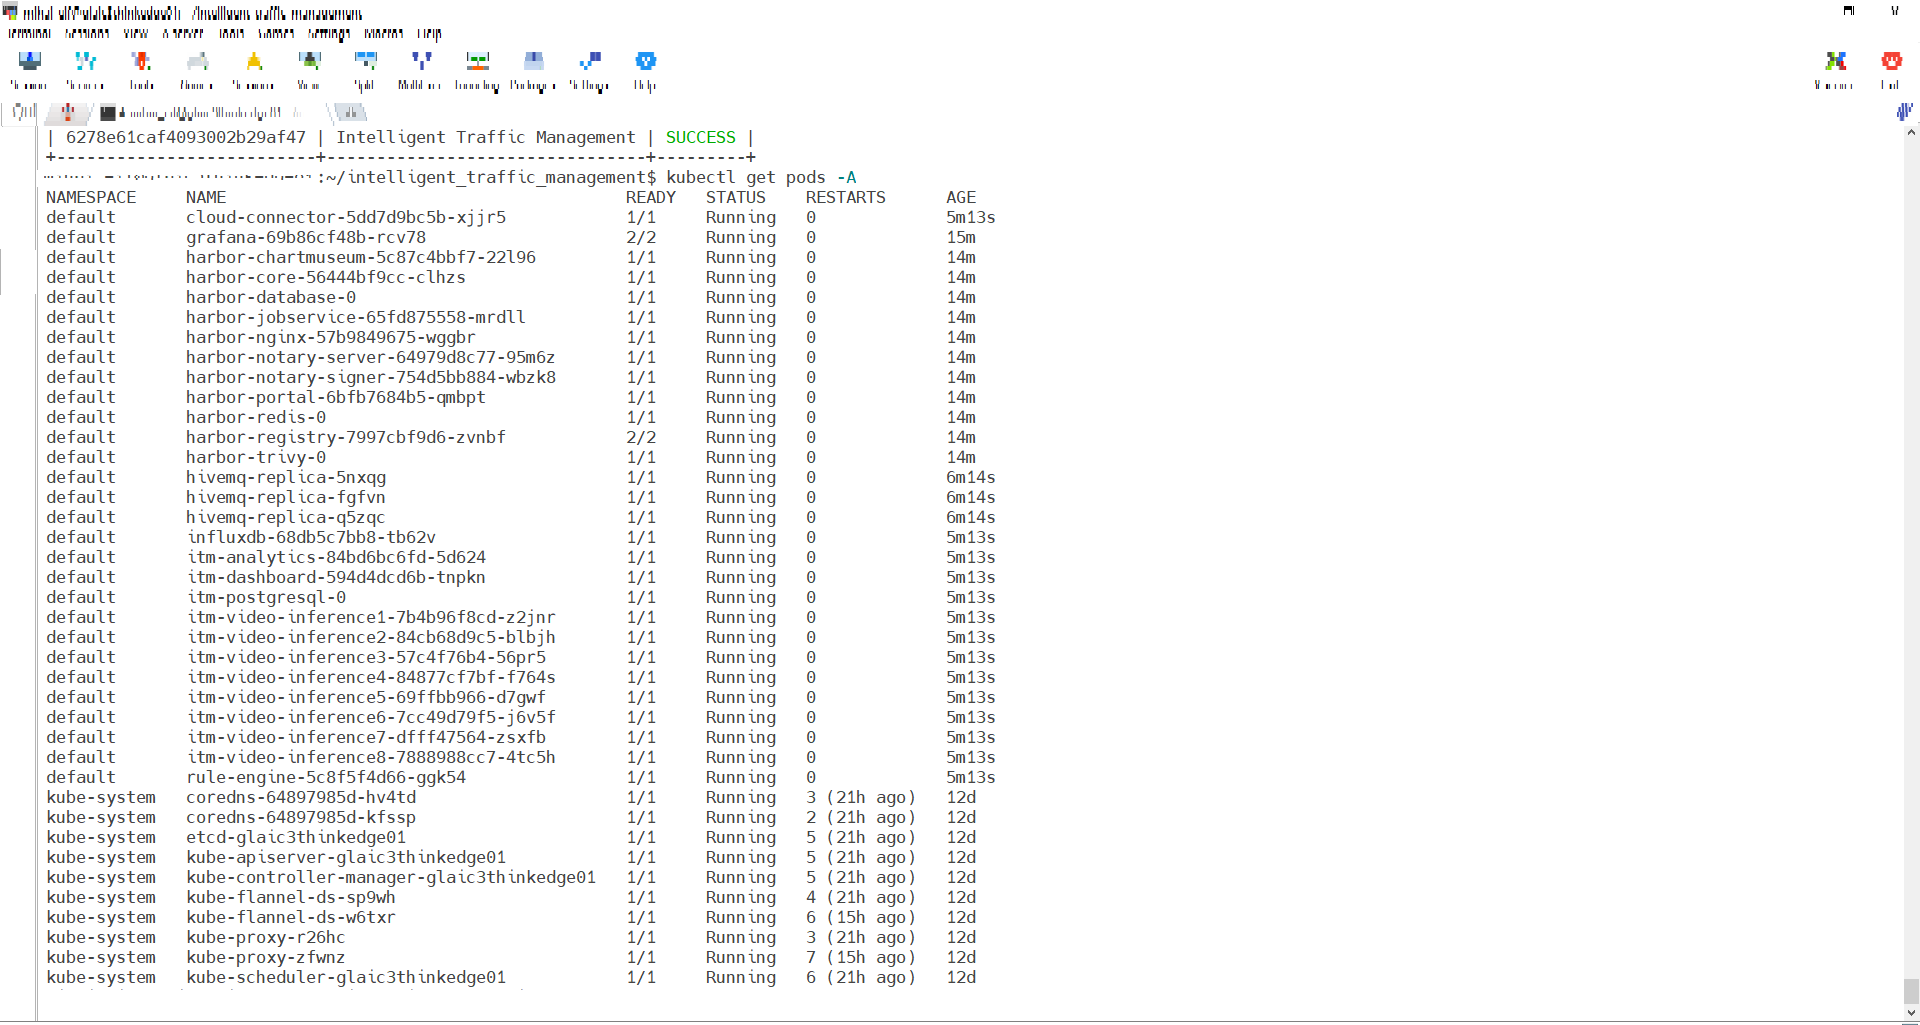 | 6278e61caf4093002b29af47 | Intelligent Traffic Management | SUCCESS |
+--------------------------+--------------------------------+---------+
:~/intelligent_traffic_management$ kubectl get pods -A
NAMESPACE NAME READY STATUS RESTARTS AGE
default cloud-connector-5dd7d9bc5b-xjjr5 1/1 Running 0 5m13s
default grafana-69b86cf48b-rcv78 2/2 Running 0 15m
default harbor-chartmuseum-5c87c4bbf7-22l96 1/1 Running 0 14m
default harbor-core-56444bf9cc-clhzs 1/1 Running 0 14m
default harbor-database-0 1/1 Running 0 14m
default harbor-jobservice-65fd875558-mrdll 1/1 Running 0 14m
default harbor-nginx-57b9849675-wggbr 1/1 Running 0 14m
default harbor-notary-server-64979d8c77-95m6z 1/1 Running 0 14m
default harbor-notary-signer-754d5bb884-wbzk8 1/1 Running 0 14m
default harbor-portal-6bfb7684b5-qmbpt 1/1 Running 0 14m
default harbor-redis-0 1/1 Running 0 14m
default harbor-registry-7997cbf9d6-zvnbf 2/2 Running 0 14m
default harbor-trivy-0 1/1 Running 0 14m
default hivemq-replica-5nxqg 1/1 Running 0 6m14s
default hivemq-replica-fgfvn 1/1 Running 0 6m14s
default hivemq-replica-q5zqc 1/1 Running 0 6m14s
default influxdb-68db5c7bb8-tb62v 1/1 Running 0 5m13s
default itm-analytics-84bd6bc6fd-5d624 1/1 Running 0 5m13s
default itm-dashboard-594d4dcd6b-tnpkn 1/1 Running 0 5m13s
default itm-postgresql-0 1/1 Running 0 5m13s
default itm-video-inference1-7b4b96f8cd-z2jnr 1/1 Running 0 5m13s
default itm-video-inference2-84cb68d9c5-blbjh 1/1 Running 0 5m13s
default itm-video-inference3-57c4f76b4-56pr5 1/1 Running 0 5m13s
default itm-video-inference4-84877cf7bf-f764s 1/1 Running 0 5m13s
default itm-video-inference5-69ffbb966-d7gwf 1/1 Running 0 5m13s
default itm-video-inference6-7cc49d79f5-j6v5f 1/1 Running 0 5m13s
default itm-video-inference7-dfff47564-zsxfb 1/1 Running 0 5m13s
default itm-video-inference8-7888988cc7-4tc5h 1/1 Running 0 5m13s
default rule-engine-5c8f5f4d66-ggk54 1/1 Running 0 5m13s
kube-system coredns-64897985d-hv4td 1/1 Running 3 (21h ago) 12d
kube-system coredns-64897985d-kfssp 1/1 Running 2 (21h ago) 12d
kube-system etcd-glaic3thinkedge01 1/1 Running 5 (21h ago) 12d
kube-system kube-apiserver-glaic3thinkedge01 1/1 Running 5 (21h ago) 12d
kube-system kube-controller-manager-glaic3thinkedge01 1/1 Running 5 (21h ago) 12d
kube-system kube-flannel-ds-sp9wh 1/1 Running 4 (21h ago) 12d
kube-system kube-flannel-ds-w6txr 1/1 Running 6 (15h ago) 12d
kube-system kube-proxy-r26hc 1/1 Running 3 (21h ago) 12d
kube-system kube-proxy-zfwnz 1/1 Running 7 (15h ago) 12d
kube-system kube-scheduler-glaic3thinkedge01 1/1 Running 6 (21h ago) 12d